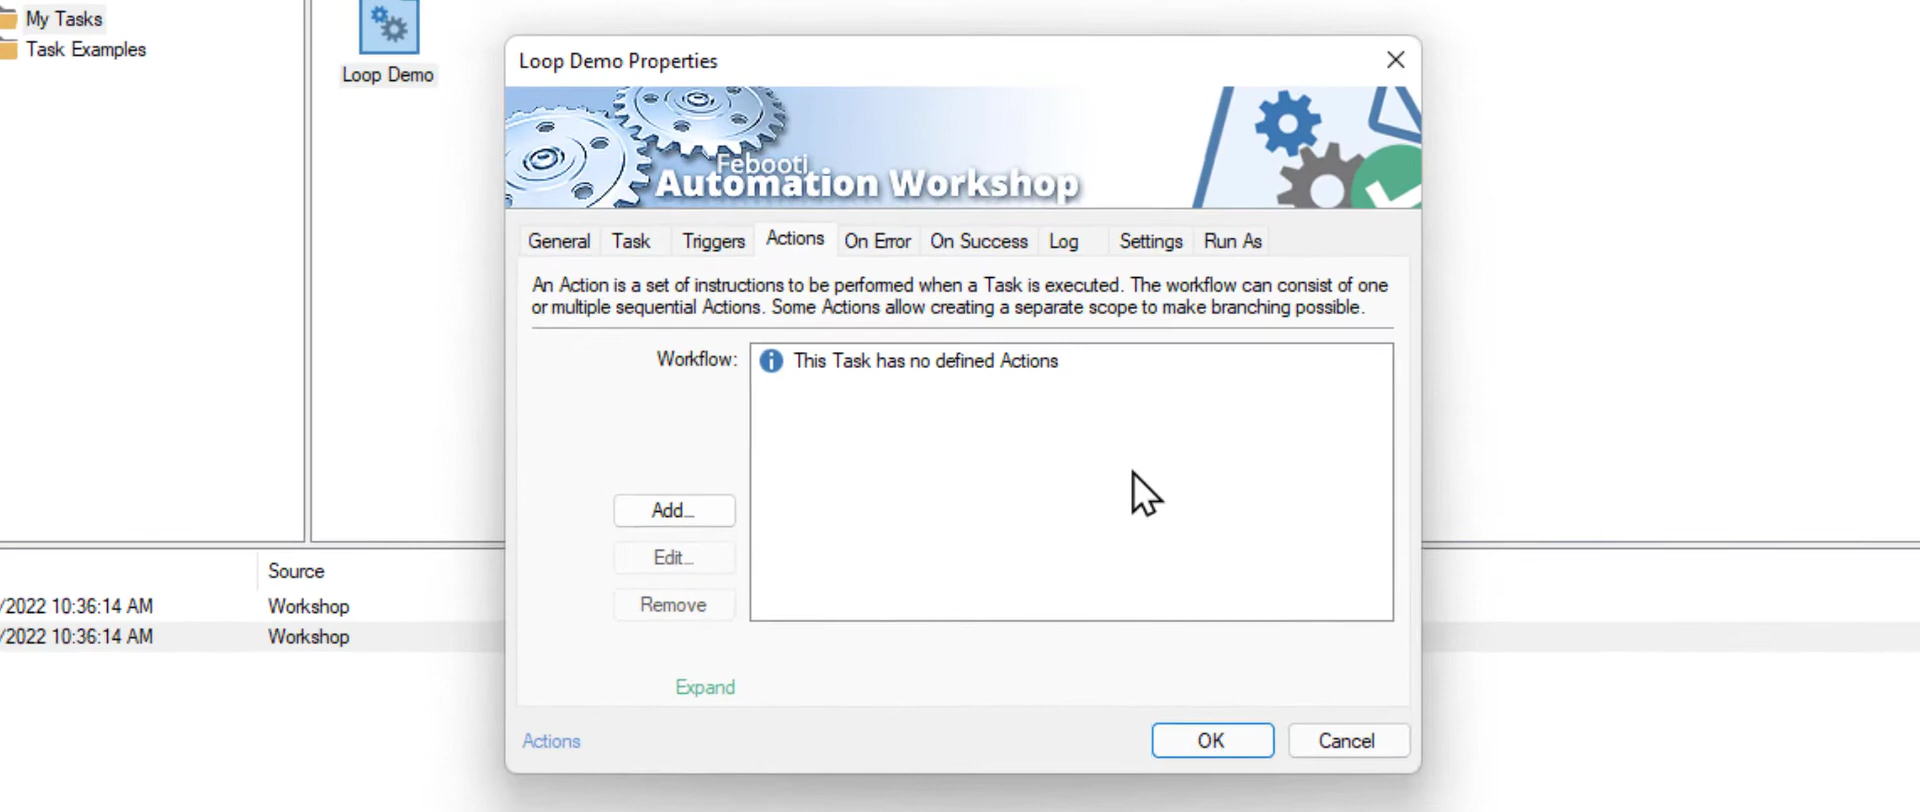 My Tasks
Task Examples
Loop Demo
Loop Demo Properties
Febooti
Automation Workshop
General Task Triggers Actions On Error On Success Log Settings Run As
An Action is a set of instructions to be performed when a Task is executed. The workflow can consist of one
or multiple sequential Actions. Some Actions allow creating a separate scope to make branching possible.
Workflow: This Task has no defined Actions
Add...
Edit...
Remove
Expand
Actions OK Cancel
Source
/2022 10:36:14 AM Workshop
/2022 10:36:14 AM Workshop